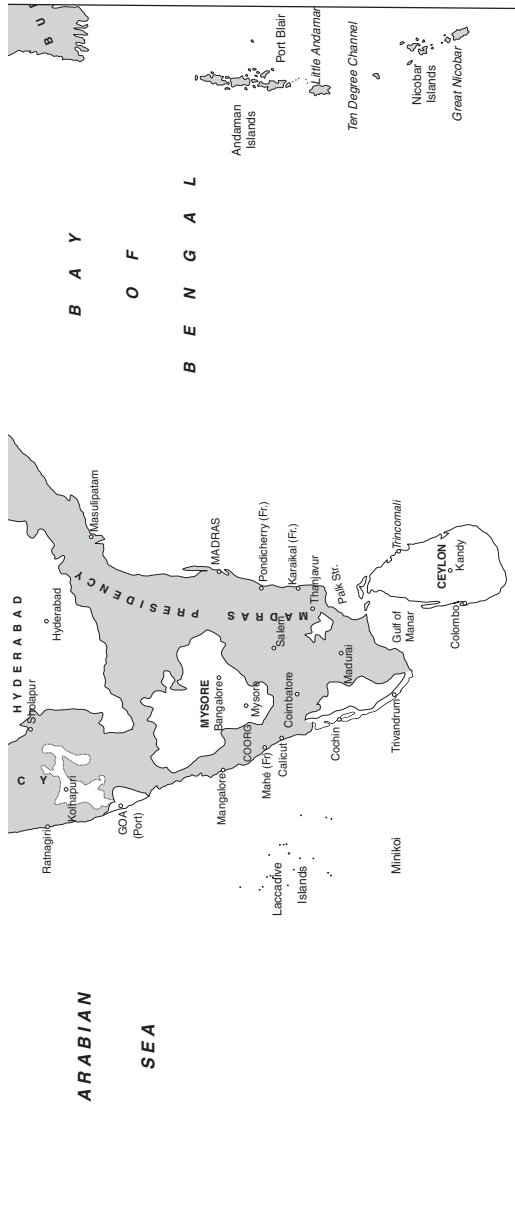 C Y
HYDERABAD
Sholapur
Hyderabad
Ratnagiri
Kolhapuri
Masulipatam
GOA
(Port)
MADRAS PRESIDENCY
MYSORE
Bangalore
Mysore
MADRAS
Mangalore
COORG
Mahé (Fr)
Calicut
Salem
Coimbatore
Pondicherry (Fr.)
Karaikal (Fr.)
Thanjavur
Palk Str.
Cochin
Madurai
Laccadive
Islands
Minikoi
Trivandrum
Gulf of
Manar
Trincomali
CEYLON
Kandy
Colombo
ARABIAN
SEA
BAY
OF
BENGAL
BU
Andaman
Islands
Port Blair
Little Andaman
Ten Degree Channel
Nicobar
Islands
Great Nicobar